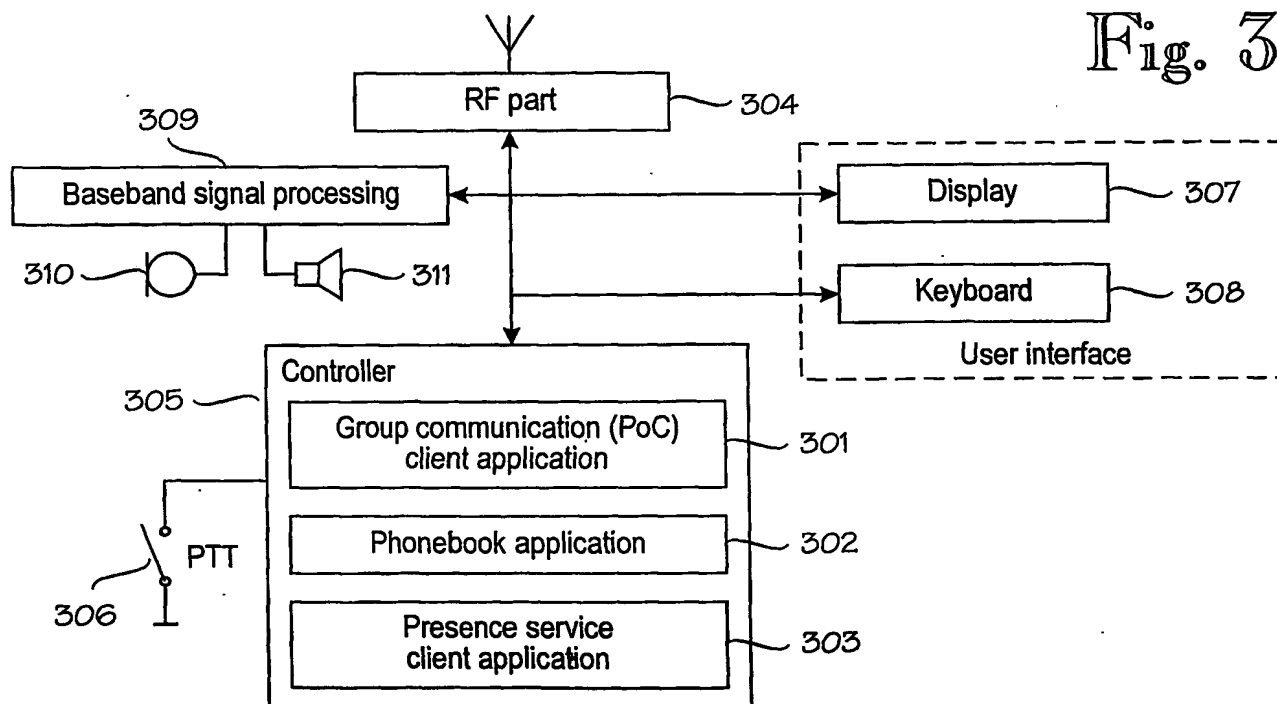 Fig. 3
RF part
304
309
Baseband signal processing
Display
307
310
311
Keyboard
308
User interface
Controller
305
Group communication (PoC)
client application
301
PTT
Phonebook application
302
306
Presence service
client application
303